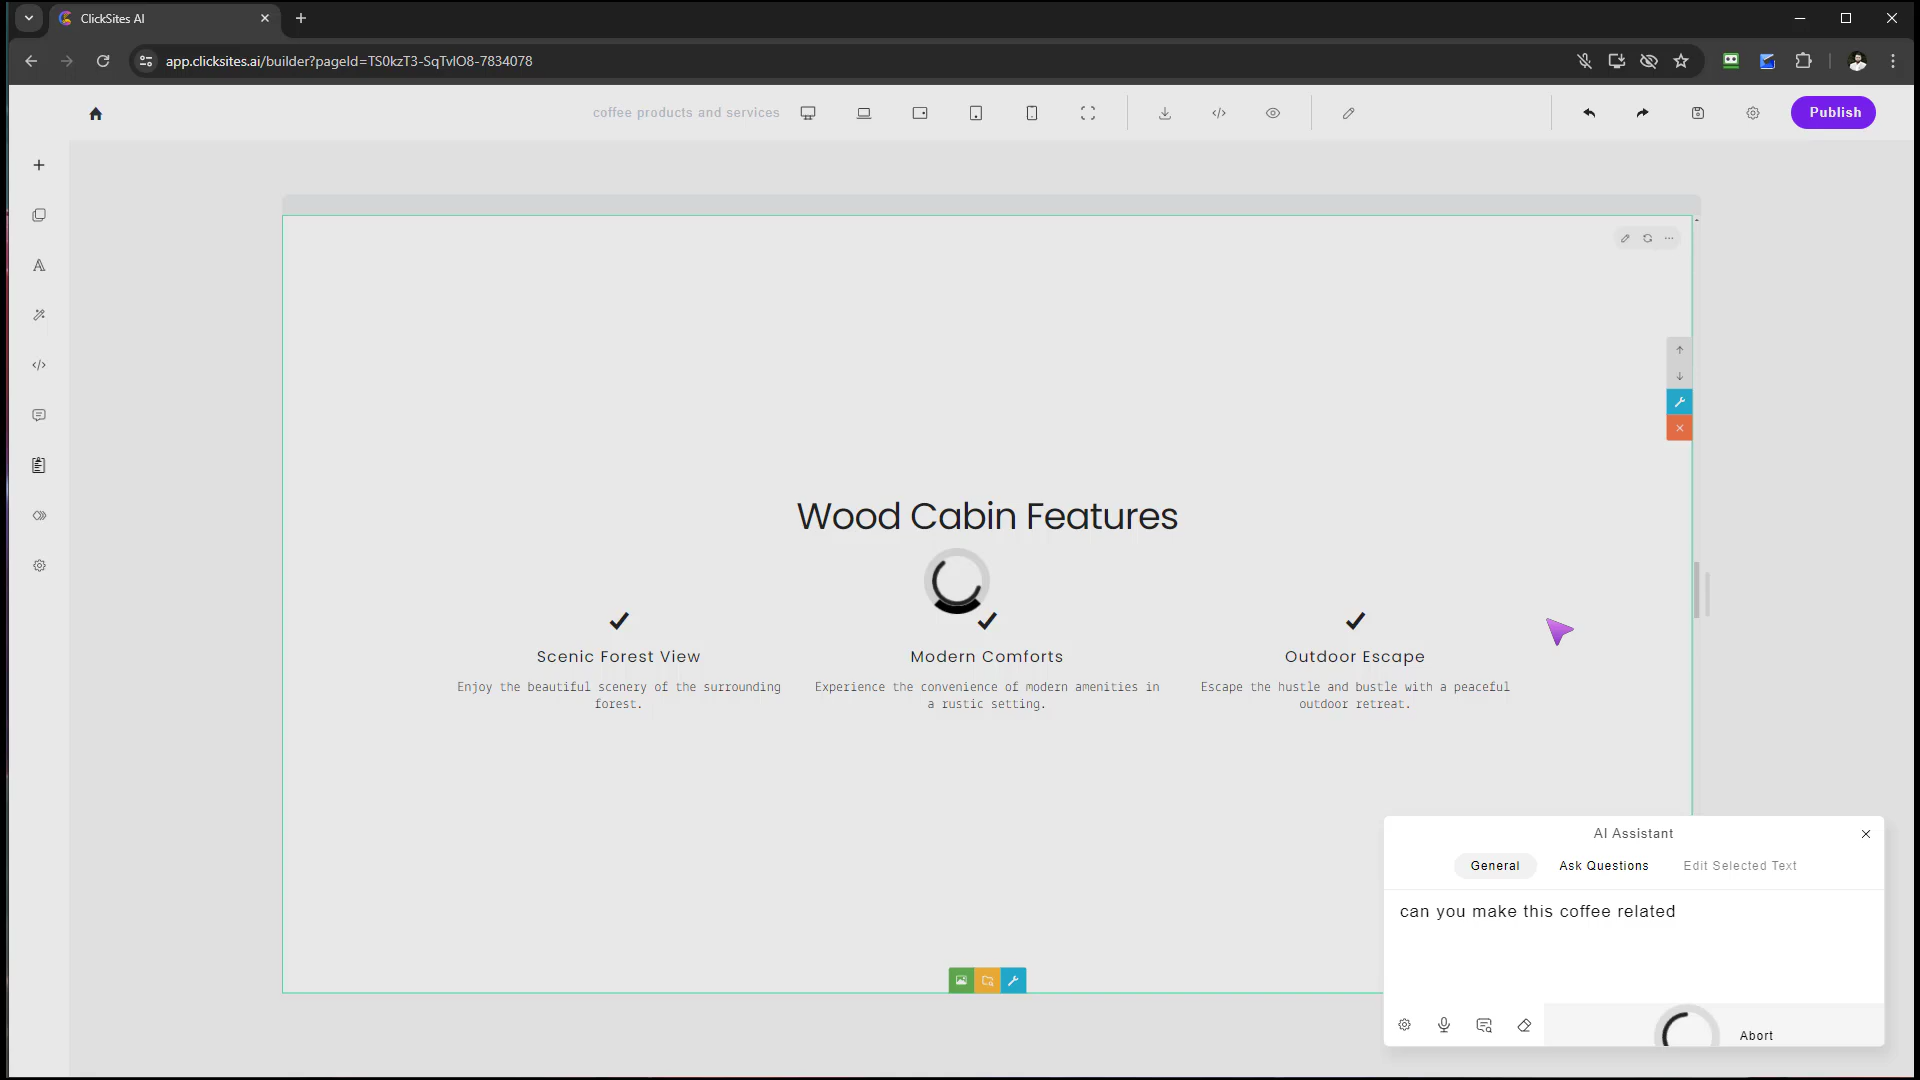 ClickSites AI
app.clicksites.ai/builder?pageId=TS0kzT3-SqTvlO8-7834078
coffee products and services
Publish
Wood Cabin Features
Scenic Forest View
Enjoy the beautiful scenery of the surrounding
forest.
Modern Comforts
Experience the convenience of modern amenities in
a rustic setting.
Outdoor Escape
Escape the hustle and bustle with a peaceful
outdoor retreat.
AI Assistant
General
Ask Questions
Edit Selected Text
can you make this coffee related
Abort